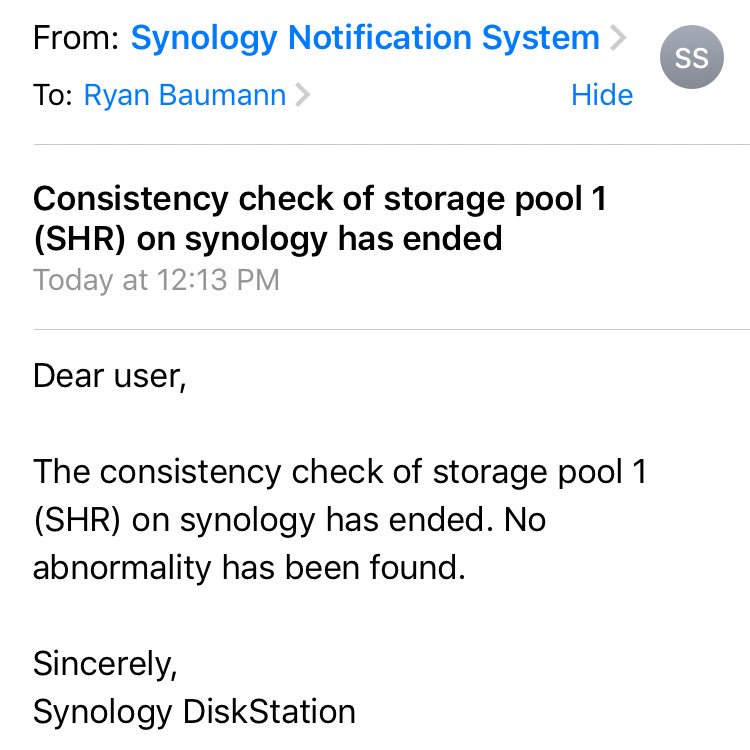 From: Synology Notification System
SS
To: Ryan Baumann
Hide
Consistency check of storage pool 1
(SHR) on synology has ended
Today at 12:13 PM
Dear user,
The consistency check of storage pool 1
(SHR) on synology has ended. No
abnormality has been found.
Sincerely,
Synology DiskStation